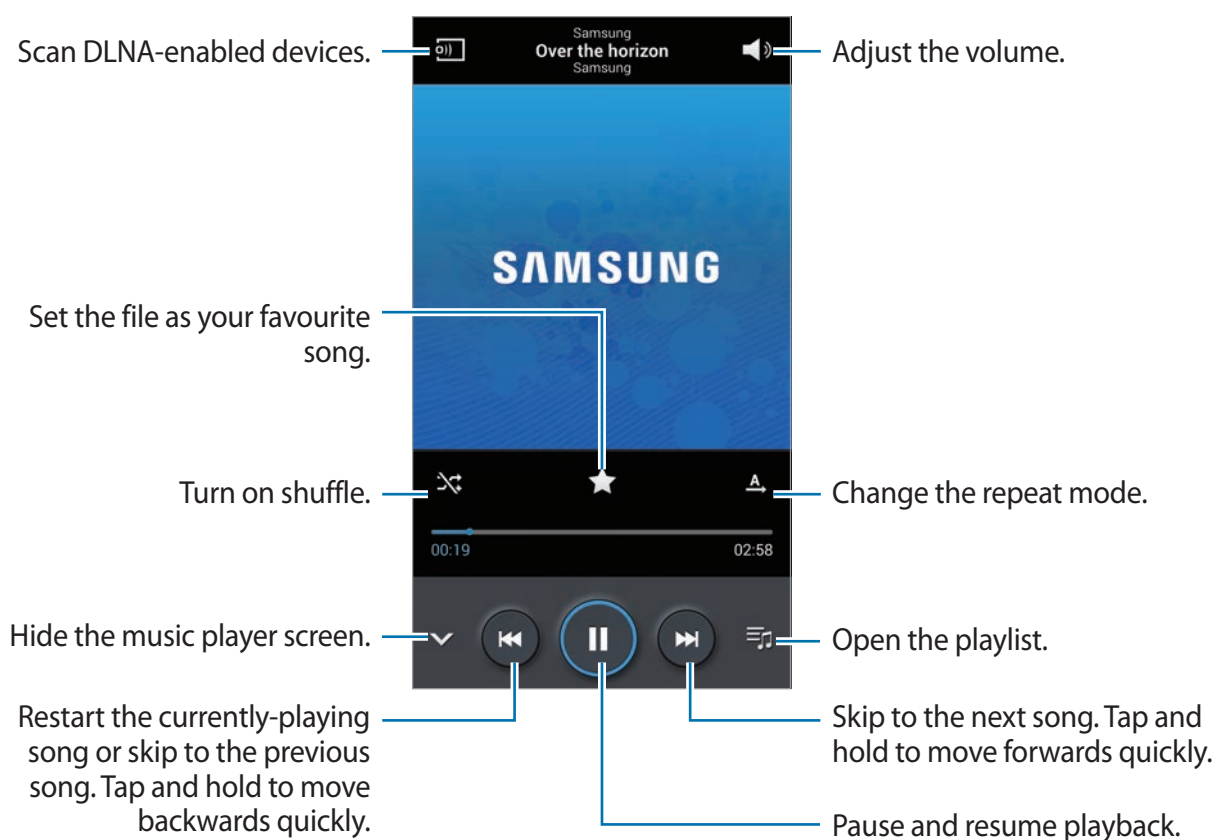 Samsung
Scan DLNA-enabled devices.
Over the horizon
Adjust the volume.
Samsung
SAMSUNG
Set the file as your favourite
song.
Turn on shuffle.
A
Change the repeat mode.
00:19
02:58
Hide the music player screen.
Open the playlist.
Restart the currently-playing
song or skip to the previous
song. Tap and hold to move
backwards quickly.
Skip to the next song. Tap and
hold to move forwards quickly.
Pause and resume playback.